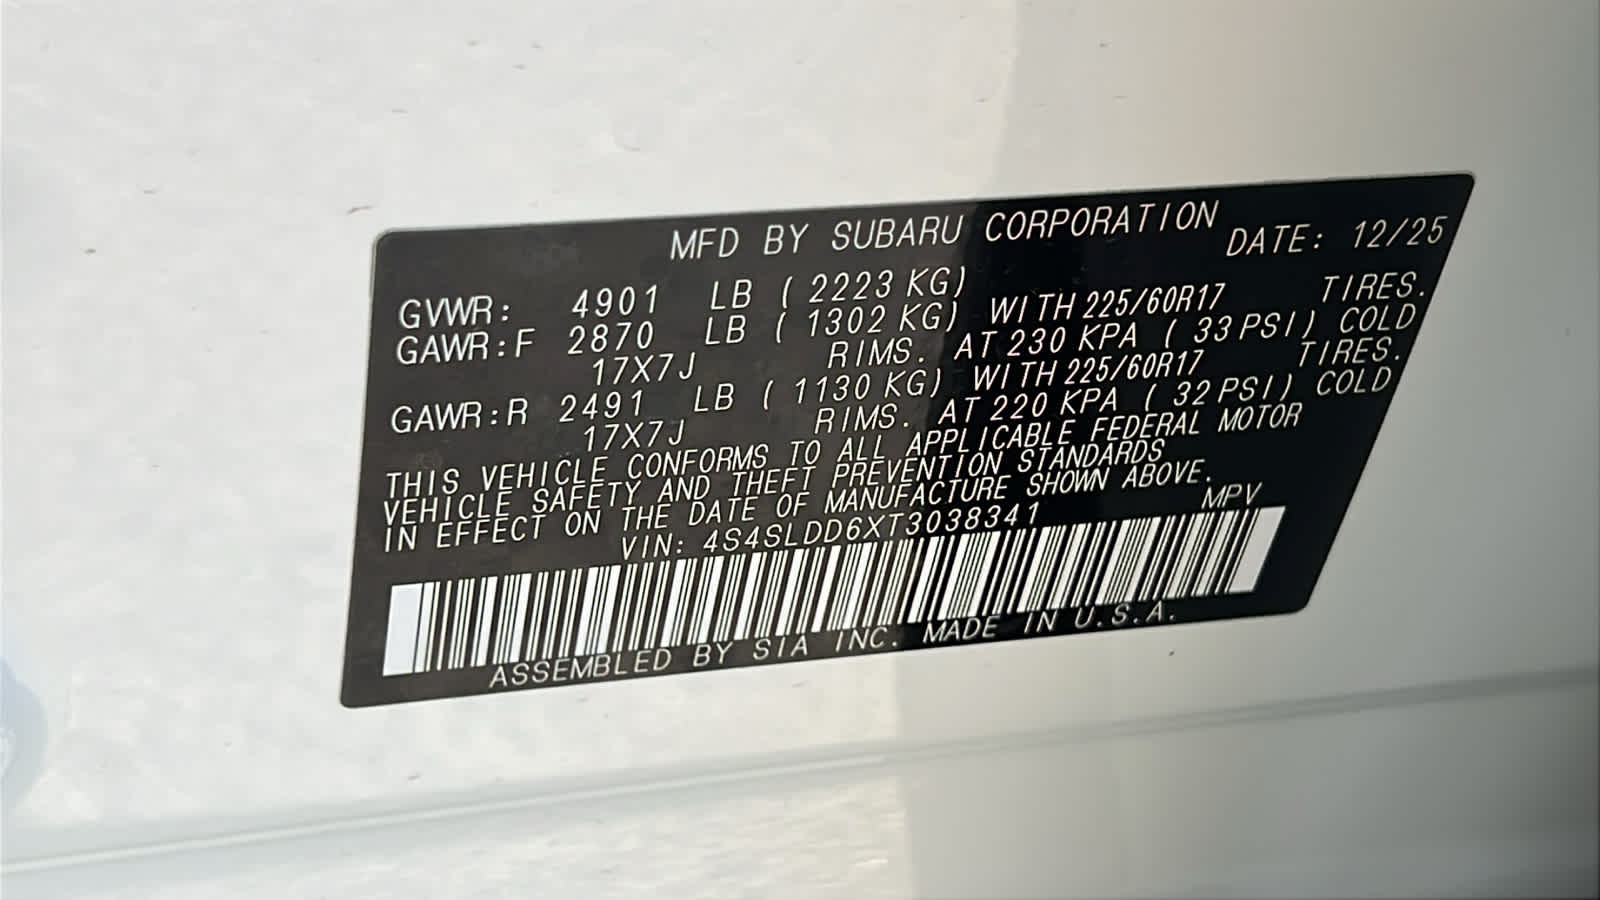 MFD BY SUBARU CORPORATION DATE: 12/25
GVWR: 4901 LB ( 2223 KG)
GAWR:F 2870 LB ( 1302 KG) WITH 225/60R17 TIRES.
17X7J RIMS. AT 230 KPA ( 33 PSI) COLD
GAWR:R 2491 LB ( 1130 KG) WITH 225/60R17 TIRES.
17X7J RIMS. AT 220 KPA ( 32 PSI) COLD
THIS VEHICLE CONFORMS TO ALL APPLICABLE FEDERAL MOTOR
VEHICLE SAFETY AND THEFT PREVENTION STANDARDS
IN EFFECT ON THE DATE OF MANUFACTURE SHOWN ABOVE.
VIN: 4S4SLDD6XT3038341 MPV
ASSEMBLED BY SIA INC. MADE IN U.S.A.